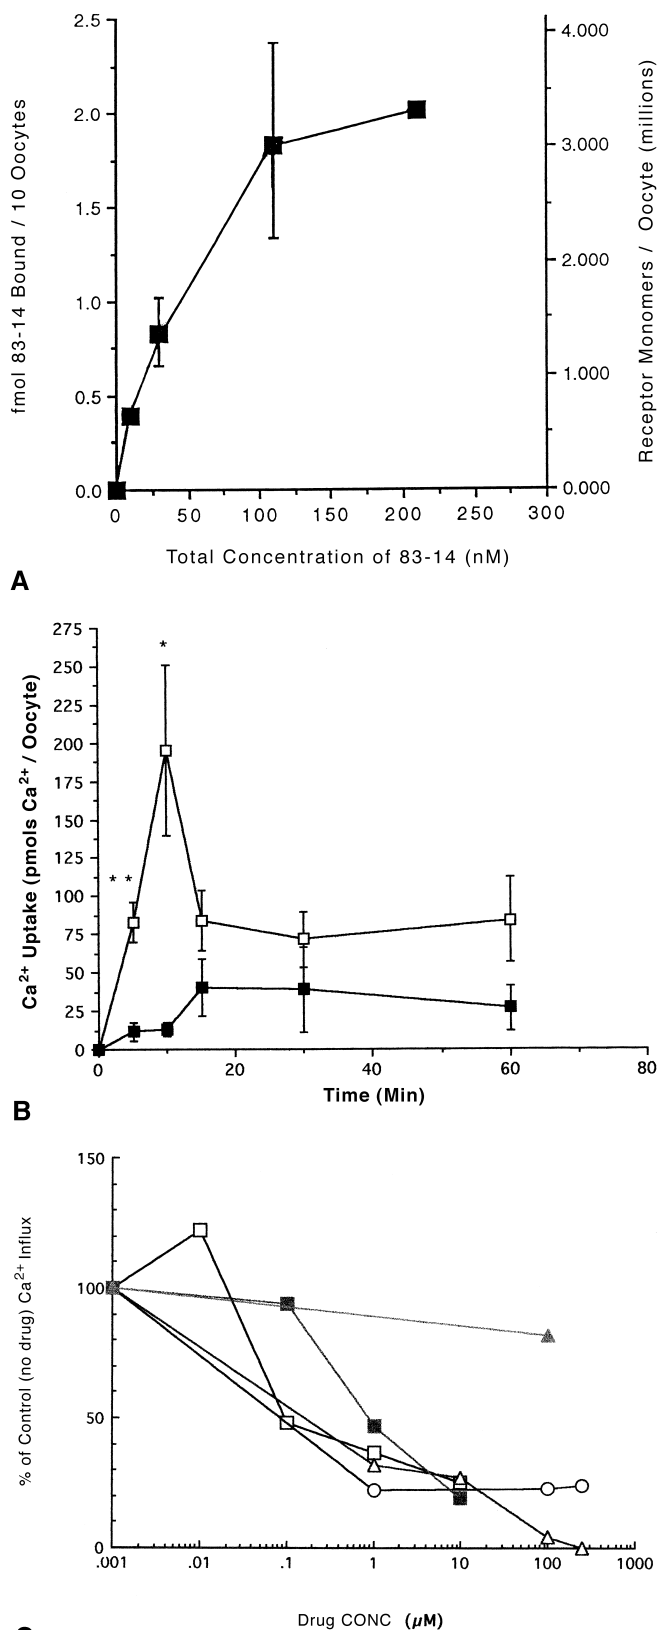 2.5
2.0
1.5
1.0
0.5
0.0
fmol 83-14 Bound / 10 Oocytes
4.000
3.000
2.000
1.000
0.000
Receptor Monomers / Oocyte (millions)
0 50 100 150 200 250 300
Total Concentration of 83-14 (nM)
A
275
250
225
200
175
150
125
100
75
50
25
0
Ca2+ Uptake (pmols Ca2+ / Oocyte)
*
* *
0 20 40 60 80
Time (Min)
B
150
100
50
0
% of Control (no drug) Ca2+ Influx
.001 .01 .1 1 10 100 1000
Drug CONC (µM)